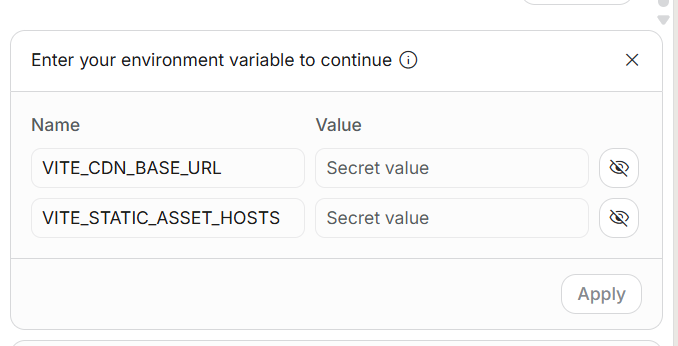 Enter your environment variable to continue
Name Value
VITE_CDN_BASE_URL Secret value
VITE_STATIC_ASSET_HOSTS Secret value
Apply